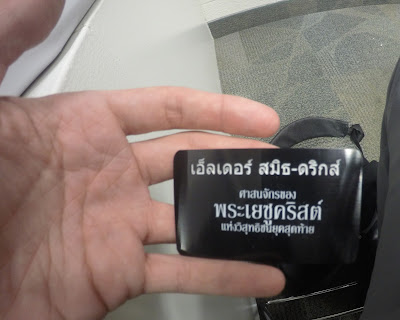 เอ็ลเดอร์ สมิธ-ดริกส์
ศาสนจักรของ
พระเยซูคริสต์
แห่งวิสุทธิชนยุคสุดท้าย